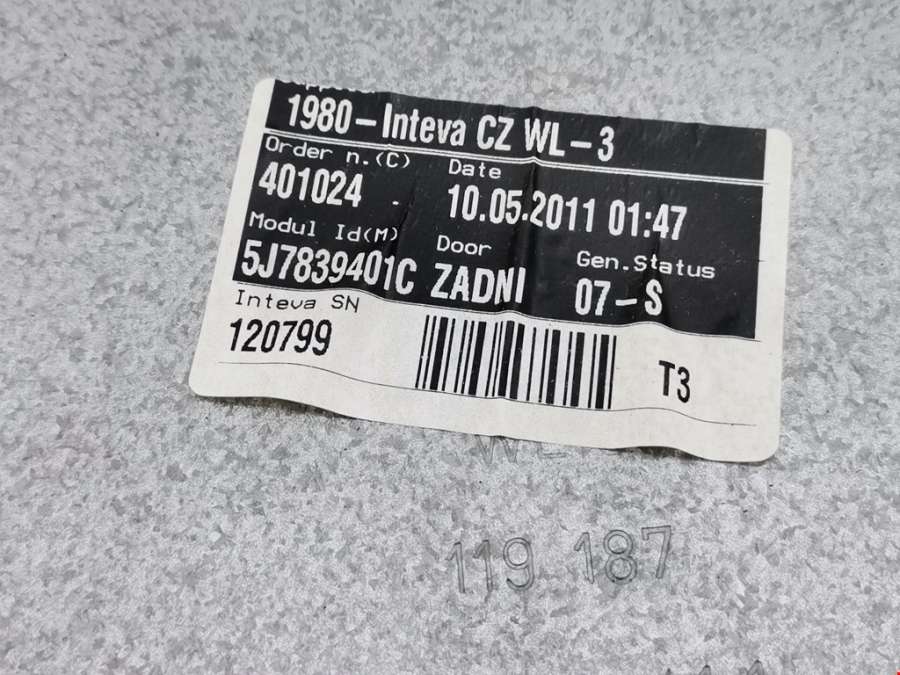 1980-Inteva CZ WL-3
Order n.(C) Date
401024 10.05.2011 01:47
Modul Id(M) Door Gen.Status
5J7839401C ZADNI 07-S
Inteva SN
120799 T3
119 187